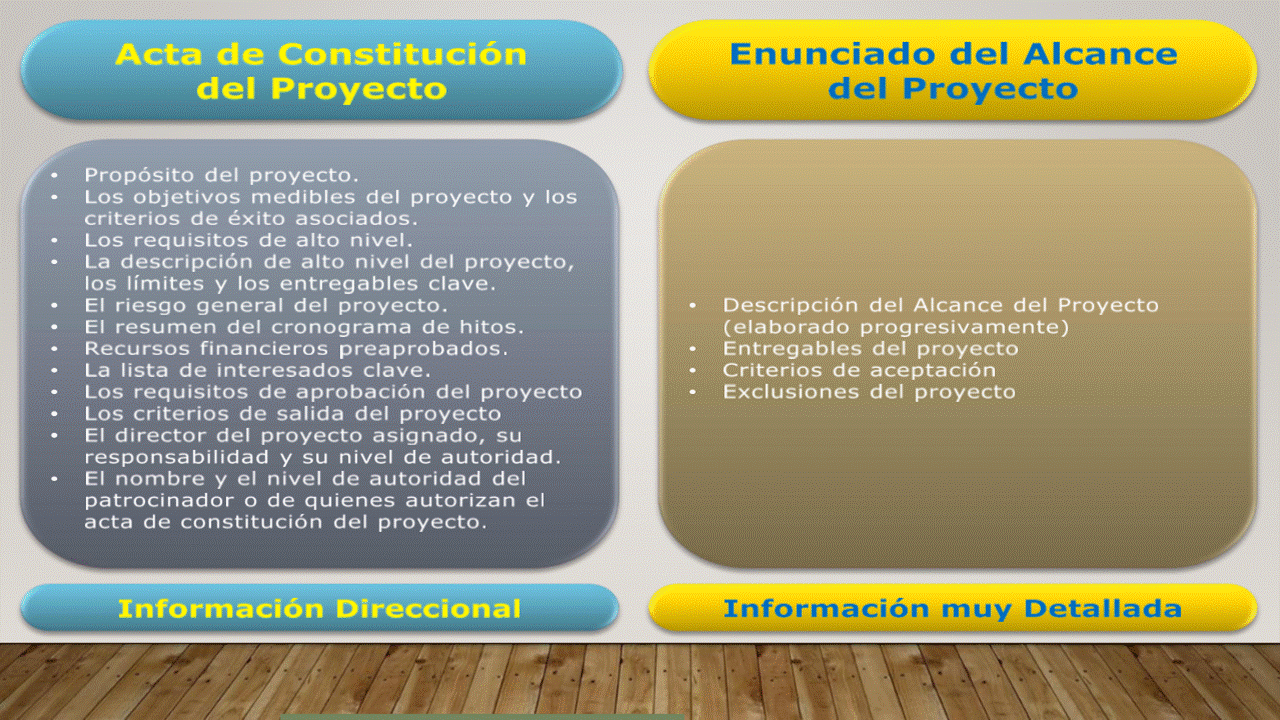 Acta de Constitución
del Proyecto
• Propósito del proyecto.
• Los objetivos medibles del proyecto y los
criterios de éxito asociados.
• Los requisitos de alto nivel.
• La descripción de alto nivel del proyecto,
los límites y los entregables clave.
• El riesgo general del proyecto.
• El resumen del cronograma de hitos.
• Recursos financieros preaprobados.
• La lista de interesados clave.
• Los requisitos de aprobación del proyecto
• Los criterios de salida del proyecto
• El director del proyecto asignado, su
responsabilidad y su nivel de autoridad.
• El nombre y el nivel de autoridad del
patrocinador o de quienes autorizan el
acta de constitución del proyecto.
Información Direccional
Enunciado del Alcance
del Proyecto
• Descripción del Alcance del Proyecto
(elaborado progresivamente)
• Entregables del proyecto
• Criterios de aceptación
• Exclusiones del proyecto
Información muy Detallada